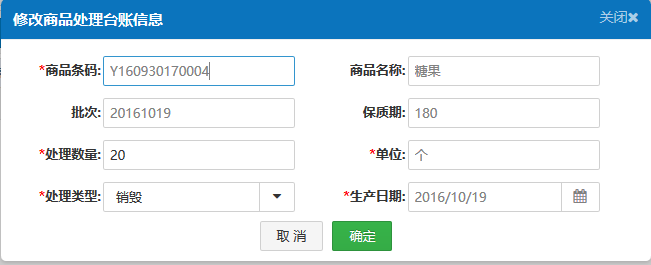 修改商品处理台账信息 关闭✖
*商品条码: Y160930170004 商品名称: 糖果
批次: 20161019 保质期: 180
*处理数量: 20 *单位: 个
*处理类型: 销毁 *生产日期: 2016/10/19
取 消 确定